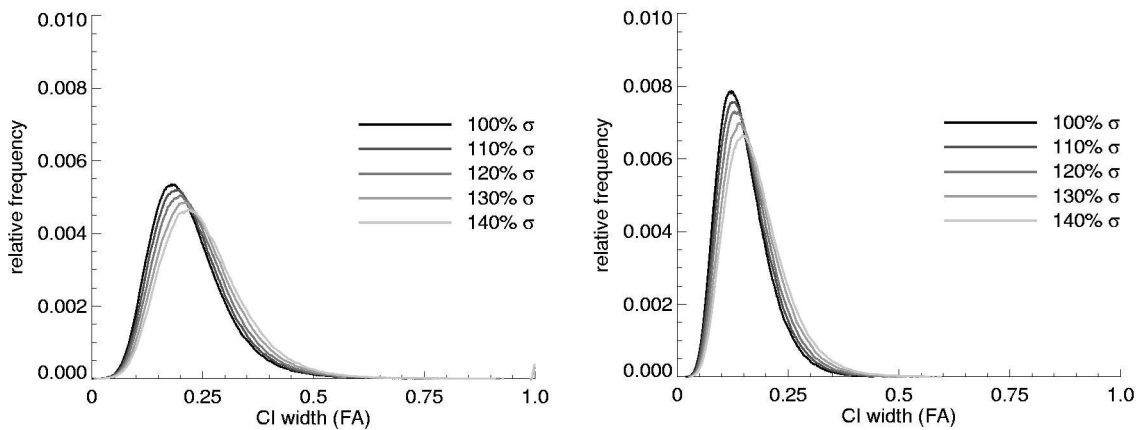 0.010
0.008
0.006
0.004
0.002
0.000
relative frequency
100% σ
110% σ
120% σ
130% σ
140% σ
0 0.25 0.5 0.75 1.0
CI width (FA)
0.010
0.008
0.006
0.004
0.002
0.000
relative frequency
100% σ
110% σ
120% σ
130% σ
140% σ
0 0.25 0.5 0.75 1.0
CI width (FA)